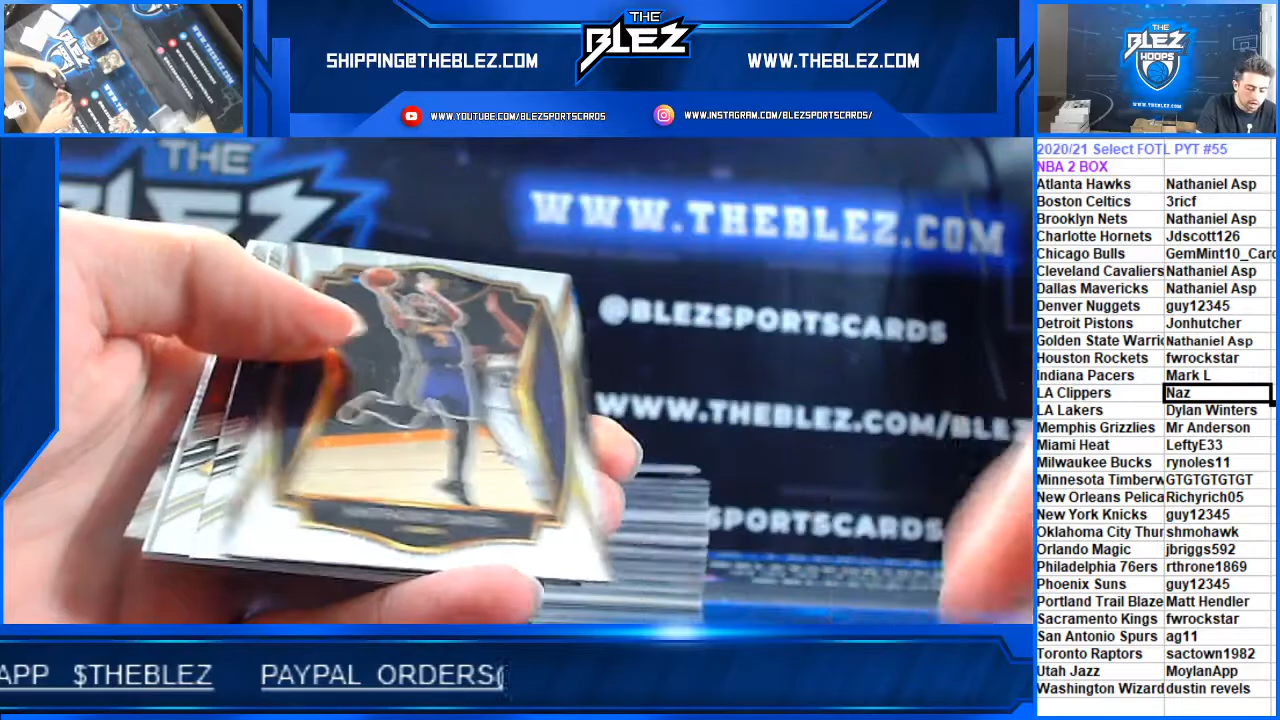 THE
BLEZ
SHIPPING@THEBLEZ.COM
WWW.THEBLEZ.COM
WWW.YOUTUBE.COM/BLEZSPORTSCARDS
WWW.INSTAGRAM.COM/BLEZSPORTSCARDS/
THE
BLEZ
HOOPS
WWW.THEBLEZ.COM
THE
BLEZ
WWW.THEBLEZ.COM
@BLEZSPORTSCARDS
WWW.THEBLEZ.COM/BLEZ
SPORTSCARDS
2020/21 Select FOTL PYT #55
NBA 2 BOX
Atlanta Hawks Nathaniel Asp
Boston Celtics 3ricf
Brooklyn Nets Nathaniel Asp
Charlotte Hornets Jdscott126
Chicago Bulls GemMint10_Card
Cleveland Cavaliers Nathaniel Asp
Dallas Mavericks Nathaniel Asp
Denver Nuggets guy12345
Detroit Pistons Jonhutcher
Golden State Warrio Nathaniel Asp
Houston Rockets fwrockstar
Indiana Pacers Mark L
LA Clippers Naz
LA Lakers Dylan Winters
Memphis Grizzlies Mr Anderson
Miami Heat LeftyE33
Milwaukee Bucks rynoles11
Minnesota Timberw GTGTGTGTGT
New Orleans Pelica Richyrich05
New York Knicks guy12345
Oklahoma City Thun shmohawk
Orlando Magic jbriggs592
Philadelphia 76ers rthrone1869
Phoenix Suns guy12345
Portland Trail Blaze Matt Hendler
Sacramento Kings fwrockstar
San Antonio Spurs ag11
Toronto Raptors sactown1982
Utah Jazz MoylanApp
Washington Wizard dustin revels
APP $THEBLEZ PAYPAL ORDERS(